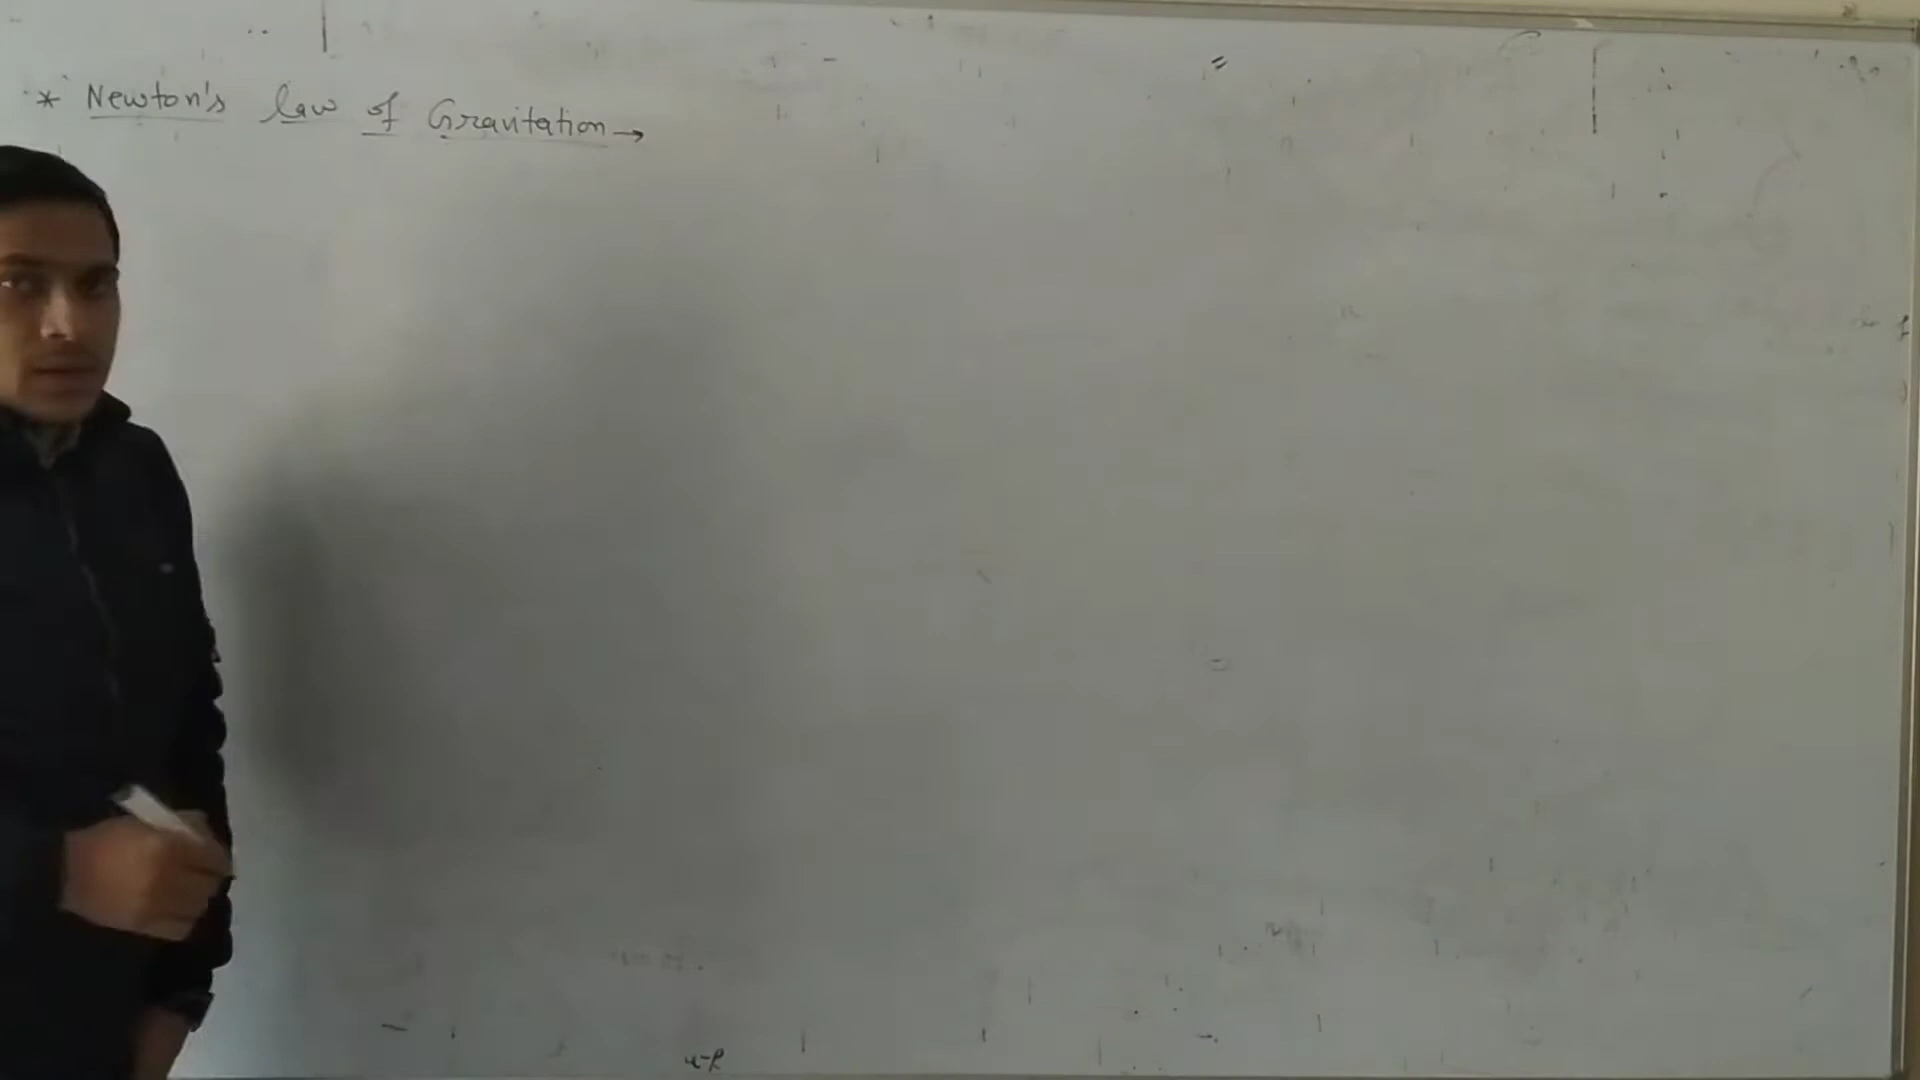 * Newton's law of Gravitation →
u-R